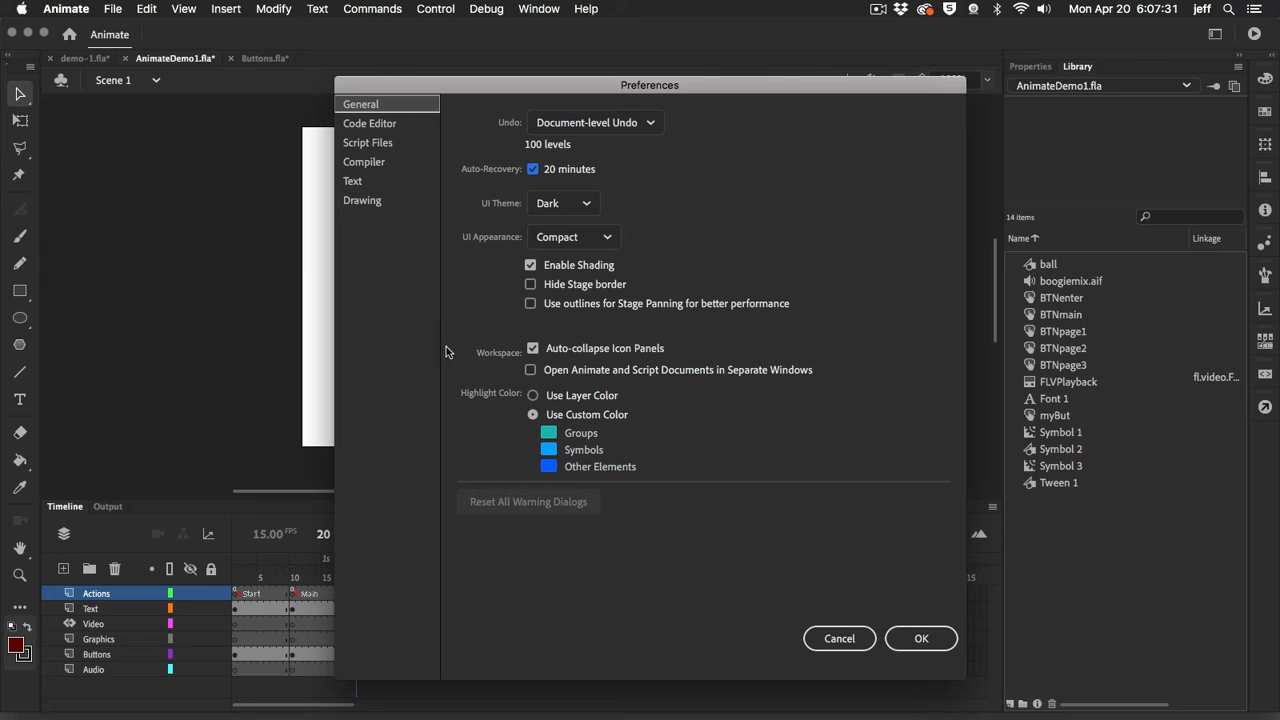 Animate File Edit View Insert Modify Text Commands Control Debug Window Help Mon Apr 20 6:07:31 jeff
Animate
demo-1.fla* AnimateDemo1.fla* Buttons.fla*
Scene 1
Properties Library
AnimateDemo1.fla
14 items
Name Linkage
ball
boogiemix.aif
BTNenter
BTNmain
BTNpage1
BTNpage2
BTNpage3
FLVPlayback fl.video.F...
Font 1
myBut
Symbol 1
Symbol 2
Symbol 3
Tween 1
Preferences
General
Code Editor
Script Files
Compiler
Text
Drawing
Undo: Document-level Undo
100 levels
Auto-Recovery: 20 minutes
UI Theme: Dark
UI Appearance: Compact
Enable Shading
Hide Stage border
Use outlines for Stage Panning for better performance
Workspace: Auto-collapse Icon Panels
Open Animate and Script Documents in Separate Windows
Highlight Color: Use Layer Color
Use Custom Color
Groups
Symbols
Other Elements
Reset All Warning Dialogs
Cancel OK
Timeline Output
15.00 FPS 20
1s
5 10 15 15
Actions Start Main
Text
Video
Graphics
Buttons
Audio